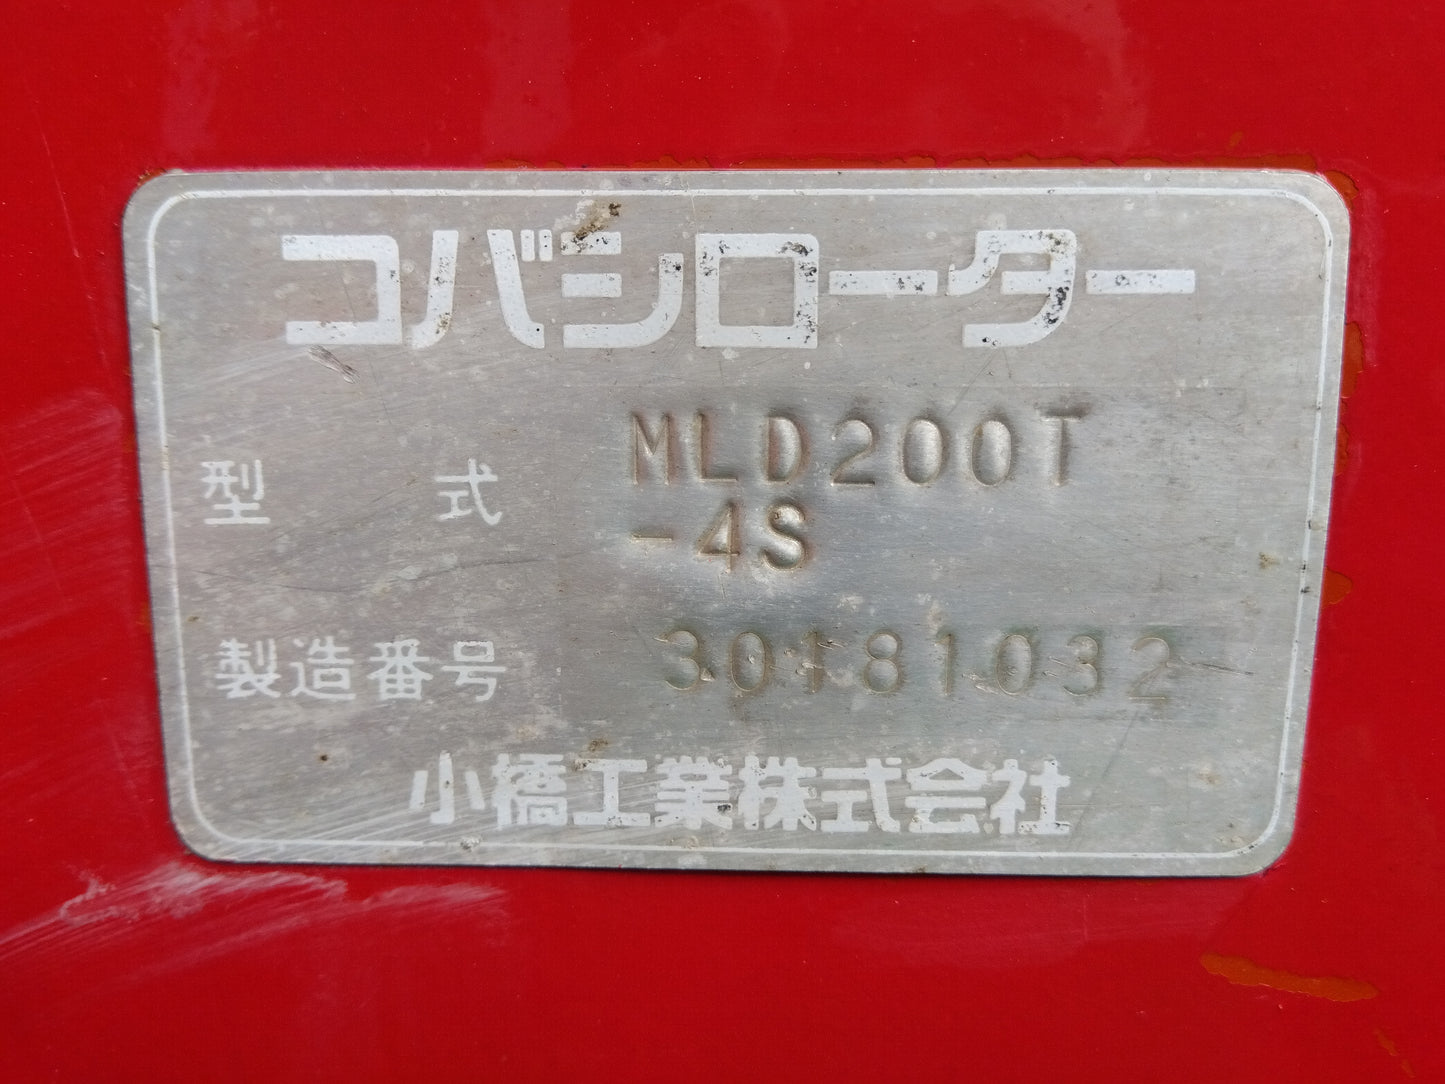 コバシローター
型式 MLD200T
-4S
製造番号 30181032
小橋工業株式会社